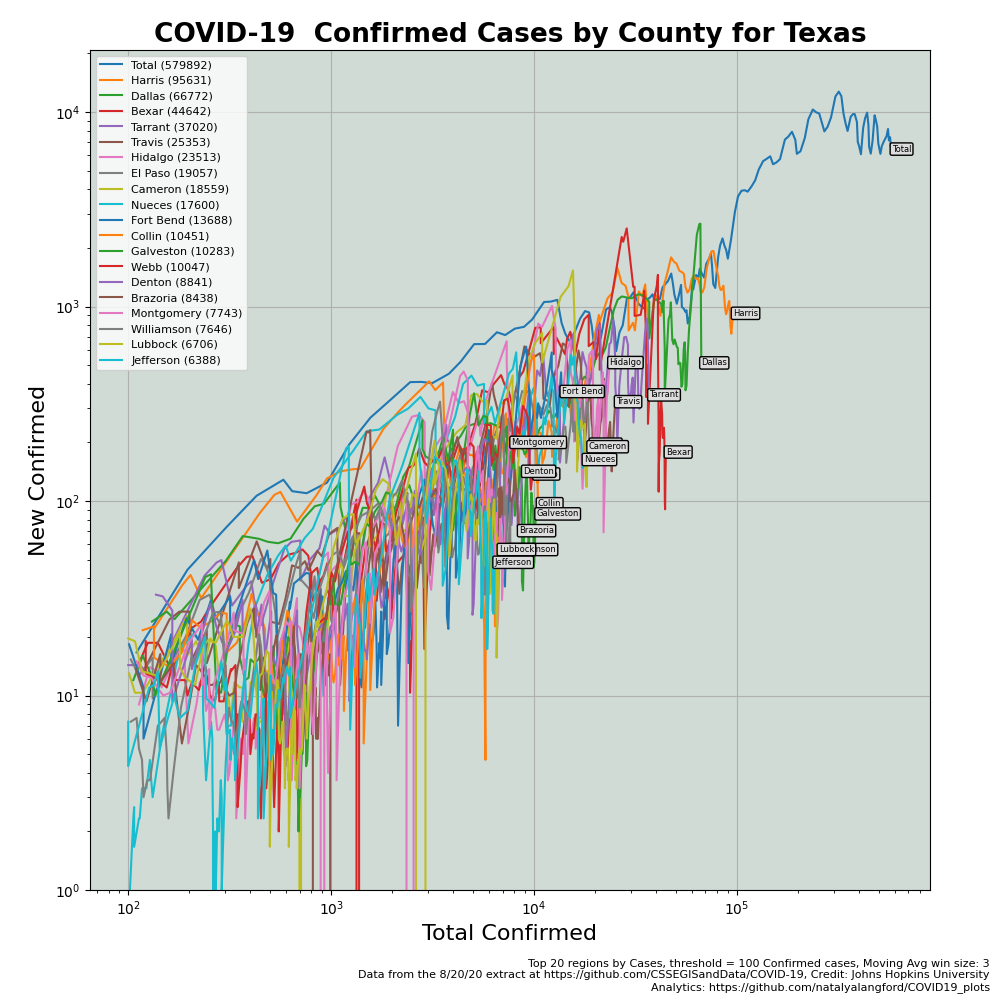 COVID-19  Confirmed Cases by County for Texas
Total (579892)
Harris (95631)
Dallas (66772)
Bexar (44642)
Tarrant (37020)
Travis (25353)
Hidalgo (23513)
El Paso (19057)
Cameron (18559)
Nueces (17600)
Fort Bend (13688)
Collin (10451)
Galveston (10283)
Webb (10047)
Denton (8841)
Brazoria (8438)
Montgomery (7743)
Williamson (7646)
Lubbock (6706)
Jefferson (6388)
10⁴
10³
10²
10¹
10⁰
New Confirmed
Total
Harris
Dallas
Hidalgo
Fort Bend
Tarrant
Travis
Montgomery
Cameron
Bexar
Nueces
Denton
Collin
Galveston
Brazoria
Lubbock
nson
Jefferson
10²
10³
10⁴
10⁵
Total Confirmed
Top 20 regions by Cases, threshold = 100 Confirmed cases, Moving Avg win size: 3
Data from the 8/20/20 extract at https://github.com/CSSEGISandData/COVID-19, Credit: Johns Hopkins University
Analytics: https://github.com/natalyalangford/COVID19_plots